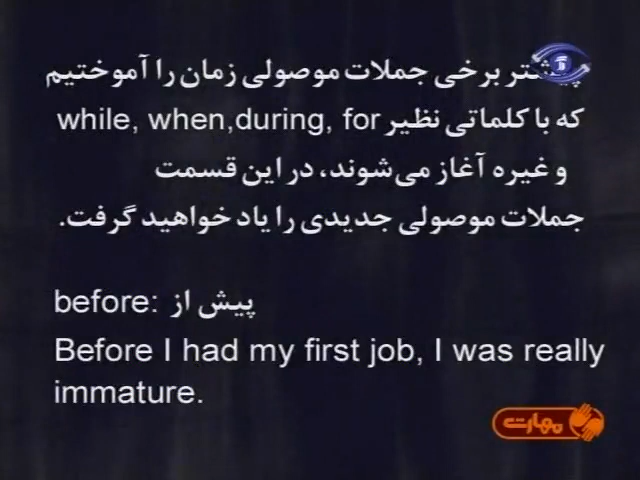 پیشتر برخی جملات موصولی زمان را آموختیم
که با کلماتی نظیر while, when,during, for
و غیره آغاز می‌شوند، در این قسمت
جملات موصولی جدیدی را یاد خواهید گرفت.
before: پیش از
Before I had my first job, I was really
immature.
مهارت